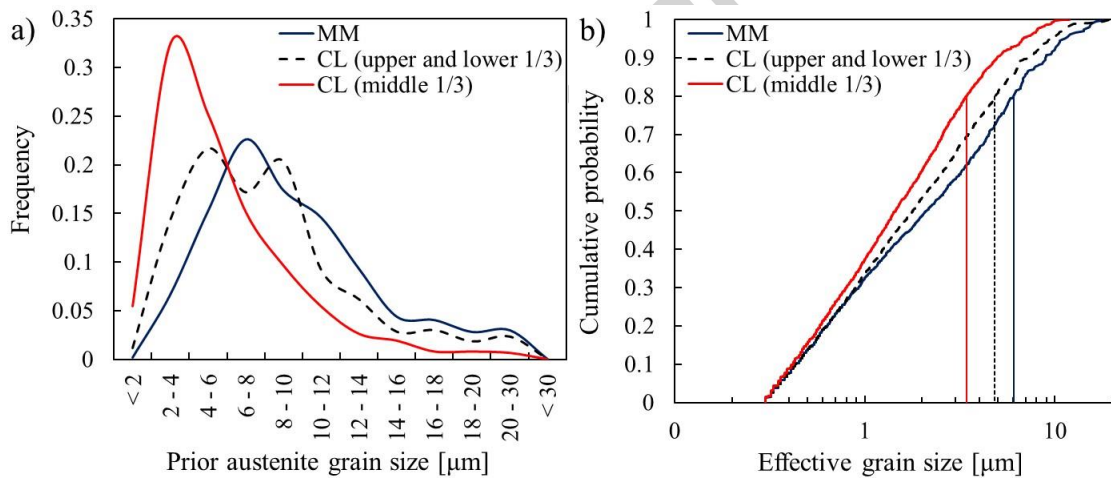 a)
Frequency
0.35
0.3
0.25
0.2
0.15
0.1
0.05
0
MM
CL (upper and lower 1/3)
CL (middle 1/3)
< 2
2 - 4
4 - 6
6 - 8
8 - 10
10 - 12
12 - 14
14 - 16
16 - 18
18 - 20
20 - 30
< 30
Prior austenite grain size [μm]
b)
Cumulative probability
1
0.9
0.8
0.7
0.6
0.5
0.4
0.3
0.2
0.1
0
MM
CL (upper and lower 1/3)
CL (middle 1/3)
0
1
10
Effective grain size [μm]